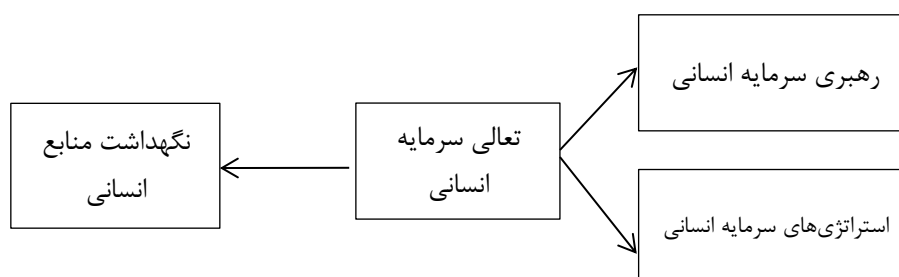 رهبری سرمایه انسانی
تعالی سرمایه
انسانی
نگهداشت منابع
انسانی
استراتژی‌های سرمایه انسانی